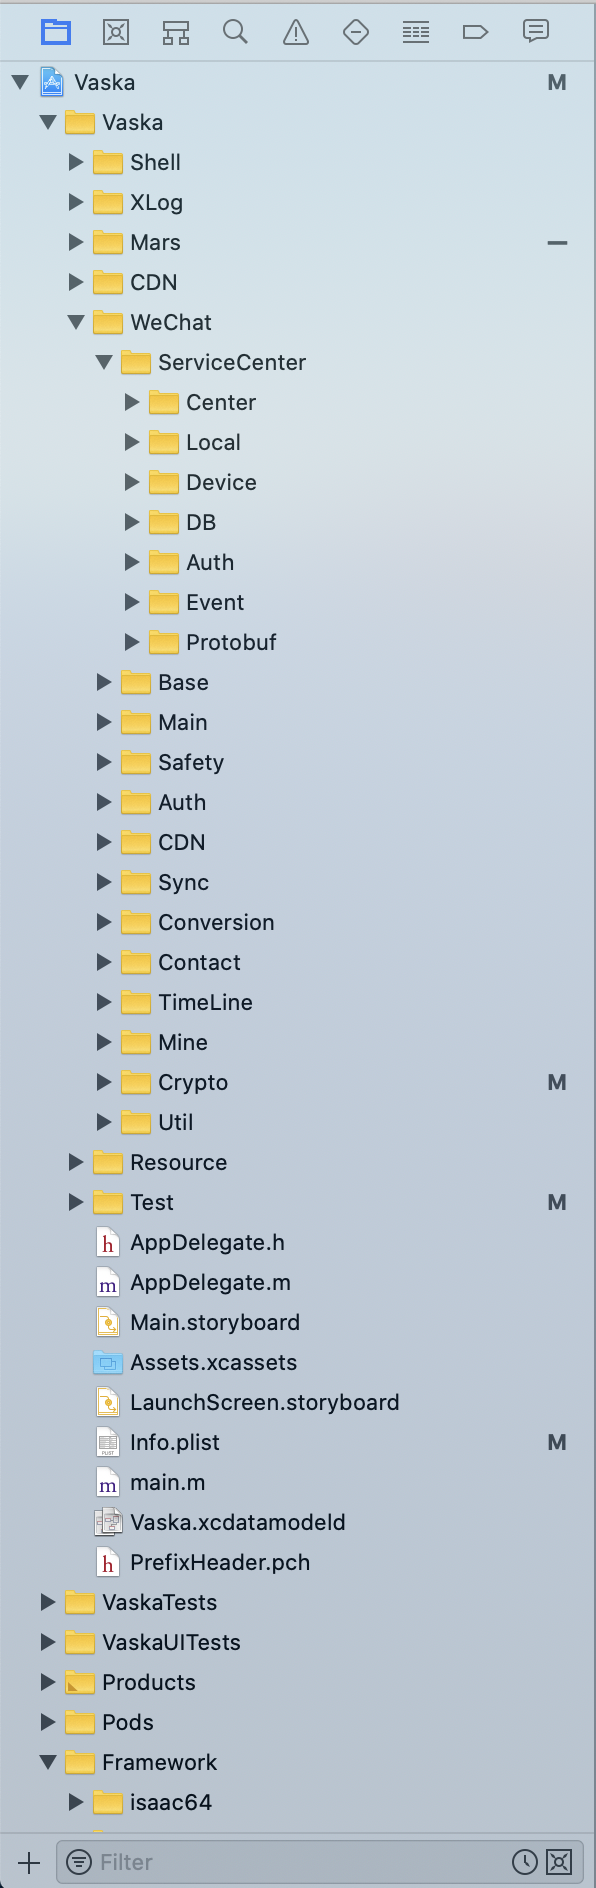 Vaska M
Vaska
Shell
XLog
Mars
CDN
WeChat
ServiceCenter
Center
Local
Device
DB
Auth
Event
Protobuf
Base
Main
Safety
Auth
CDN
Sync
Conversion
Contact
TimeLine
Mine
Crypto M
Util
Resource
Test M
h AppDelegate.h
m AppDelegate.m
Main.storyboard
Assets.xcassets
LaunchScreen.storyboard
PLIST Info.plist M
m main.m
Vaska.xcdatamodeld
h PrefixHeader.pch
VaskaTests
VaskaUITests
Products
Pods
Framework
isaac64
Filter